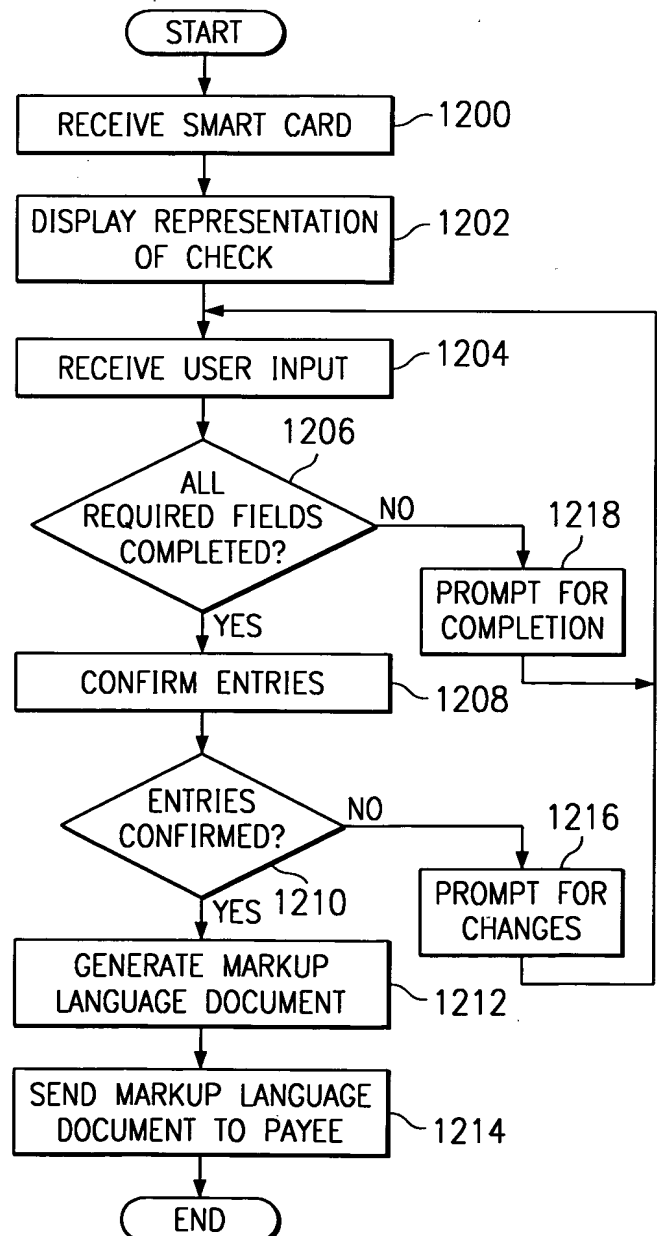 START
RECEIVE SMART CARD
1200
DISPLAY REPRESENTATION
OF CHECK
1202
RECEIVE USER INPUT
1204
1206
ALL
REQUIRED FIELDS
COMPLETED?
NO
1218
PROMPT FOR
COMPLETION
YES
CONFIRM ENTRIES
1208
ENTRIES
CONFIRMED?
NO
1216
1210
PROMPT FOR
CHANGES
YES
GENERATE MARKUP
LANGUAGE DOCUMENT
1212
SEND MARKUP LANGUAGE
DOCUMENT TO PAYEE
1214
END